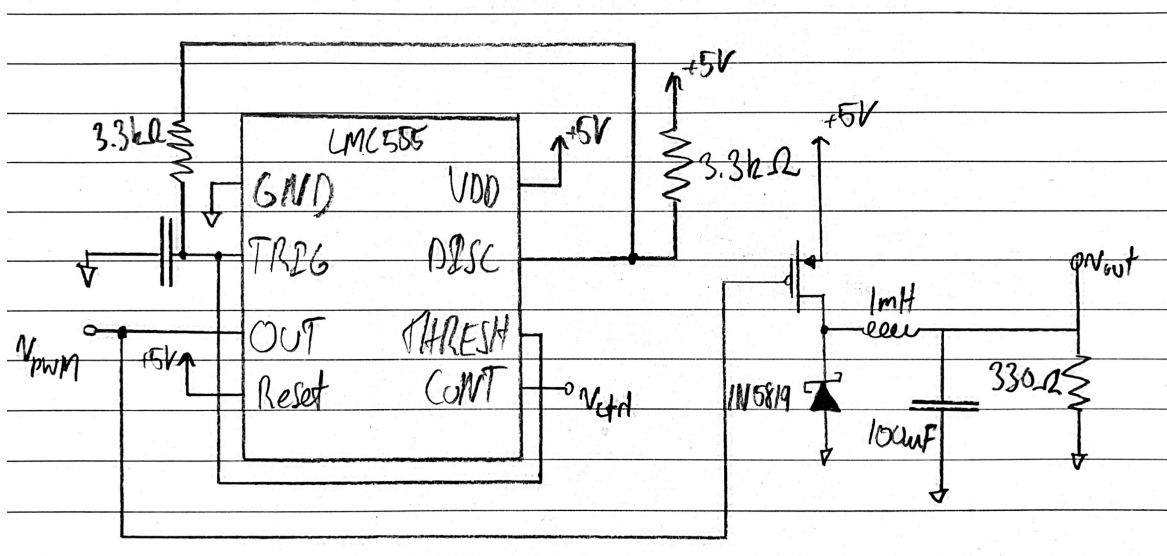 +5V
+5V
3.3kΩ
LMC555
+5V
3.3kΩ
GND
VDD
TRIG
DISC
Vout
1mH
OUT
THRESH
Vpwm
+5V
Reset
CONT
Vctrl
1N5819
330Ω
100uF